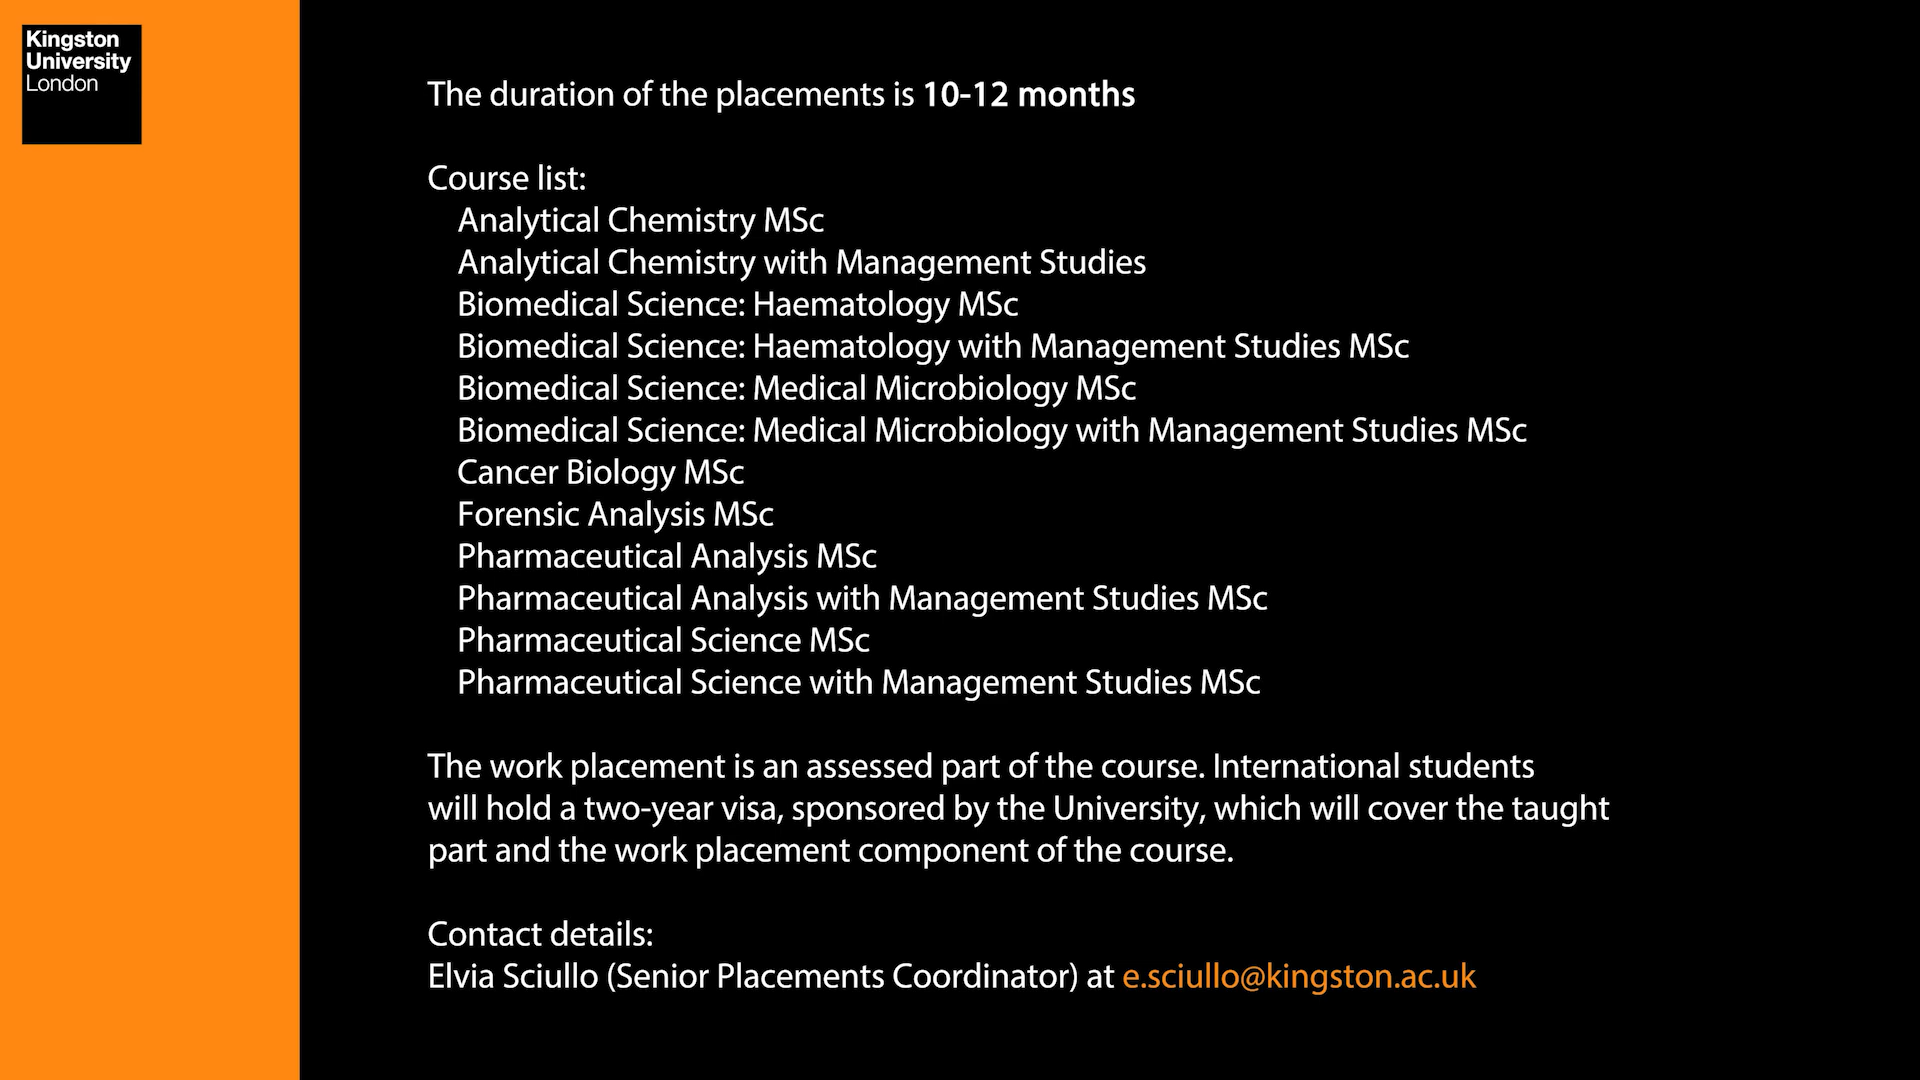 Kingston
University
London
The duration of the placements is 10-12 months
Course list:
Analytical Chemistry MSc
Analytical Chemistry with Management Studies
Biomedical Science: Haematology MSc
Biomedical Science: Haematology with Management Studies MSc
Biomedical Science: Medical Microbiology MSc
Biomedical Science: Medical Microbiology with Management Studies MSc
Cancer Biology MSc
Forensic Analysis MSc
Pharmaceutical Analysis MSc
Pharmaceutical Analysis with Management Studies MSc
Pharmaceutical Science MSc
Pharmaceutical Science with Management Studies MSc
The work placement is an assessed part of the course. International students
will hold a two-year visa, sponsored by the University, which will cover the taught
part and the work placement component of the course.
Contact details:
Elvia Sciullo (Senior Placements Coordinator) at e.sciullo@kingston.ac.uk